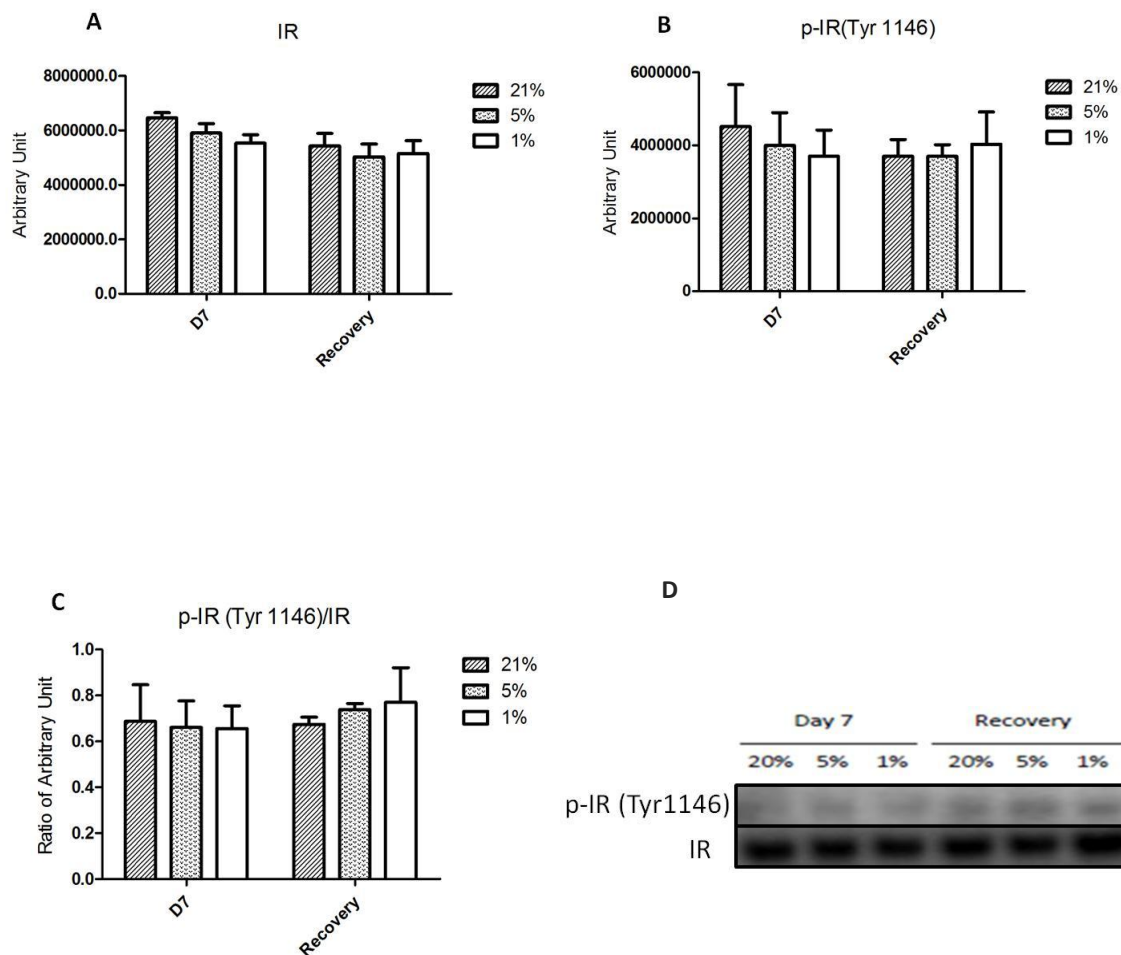 A
IR
8000000.0
6000000.0
4000000.0
2000000.0
0.0
Arbitrary Unit
D7
Recovery
21%
5%
1%
B
p-IR(Tyr 1146)
6000000
4000000
2000000
0
Arbitrary Unit
D7
Recovery
21%
5%
1%
C
p-IR (Tyr 1146)/IR
1.0
0.8
0.6
0.4
0.2
0.0
Ratio of Arbitrary Unit
D7
Recovery
21%
5%
1%
D
Day 7 Recovery
20% 5% 1% 20% 5% 1%
p-IR (Tyr1146)
IR